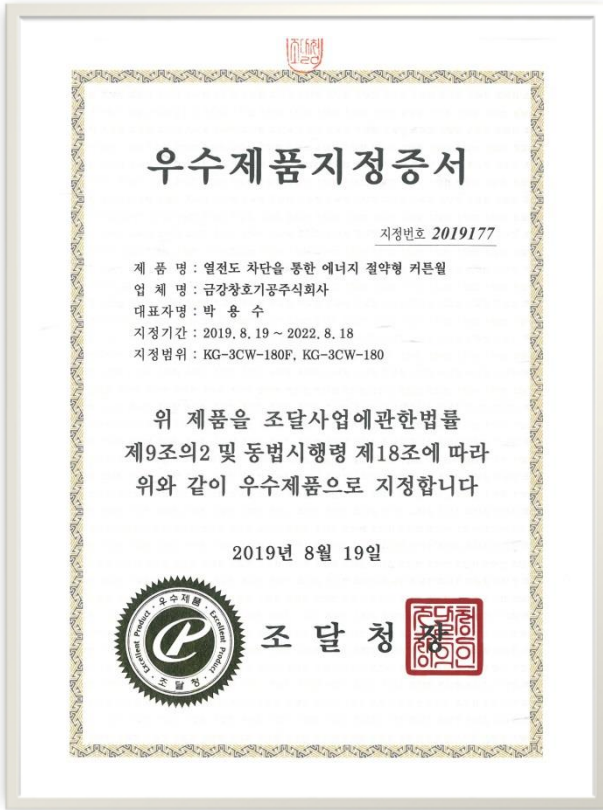 우수제품지정증서
지정번호 2019177
제 품 명 : 열전도 차단을 통한 에너지 절약형 커튼월
업 체 명 : 금강창호기공주식회사
대표자명 : 박 용 수
지정기간 : 2019. 8. 19 ~ 2022. 8. 18
지정범위 : KG-3CW-180F, KG-3CW-180
위 제품을 조달사업에관한법률
제9조의2 및 동법시행령 제18조에 따라
위와 같이 우수제품으로 지정합니다
2019년 8월 19일
· 우수제품 ·
Excellent Product
Excellent Product
· 조달청 ·
조 달 청 장